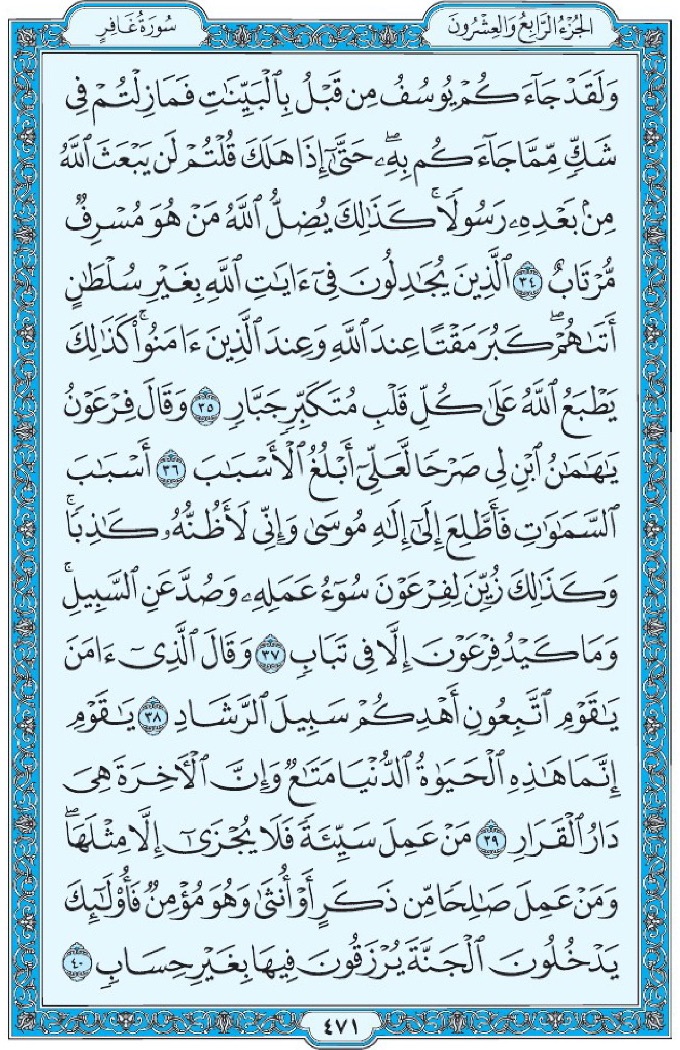 الجُزْءُ الرَّابِعُ وَالعِشْرُونَ
سُورَةُ غَافِرٍ
وَلَقَدْ جَآءَكُمْ يُوسُفُ مِن قَبْلُ بِٱلْبَيِّنَٰتِ فَمَا زِلْتُمْ فِى
شَكٍّ مِّمَّا جَآءَكُم بِهِۦ ۖ حَتَّىٰٓ إِذَا هَلَكَ قُلْتُمْ لَن يَبْعَثَ ٱللَّهُ
مِنۢ بَعْدِهِۦ رَسُولًا ۚ كَذَٰلِكَ يُضِلُّ ٱللَّهُ مَنْ هُوَ مُسْرِفٌ
مُّرْتَابٌ ٣٤ ٱلَّذِينَ يُجَٰدِلُونَ فِىٓ ءَايَٰتِ ٱللَّهِ بِغَيْرِ سُلْطَٰنٍ
أَتَىٰهُمْ ۖ كَبُرَ مَقْتًا عِندَ ٱللَّهِ وَعِندَ ٱلَّذِينَ ءَامَنُوا۟ ۚ كَذَٰلِكَ
يَطْبَعُ ٱللَّهُ عَلَىٰ كُلِّ قَلْبِ مُتَكَبِّرٍ جَبَّارٍ ٣٥ وَقَالَ فِرْعَوْنُ
يَٰهَٰمَٰنُ ٱبْنِ لِى صَرْحًا لَّعَلِّىٓ أَبْلُغُ ٱلْأَسْبَٰبَ ٣٦ أَسْبَٰبَ
ٱلسَّمَٰوَٰتِ فَأَطَّلِعَ إِلَىٰٓ إِلَٰهِ مُوسَىٰ وَإِنِّى لَأَظُنُّهُۥ كَٰذِبًا ۚ
وَكَذَٰلِكَ زُيِّنَ لِفِرْعَوْنَ سُوٓءُ عَمَلِهِۦ وَصُدَّ عَنِ ٱلسَّبِيلِ ۚ
وَمَا كَيْدُ فِرْعَوْنَ إِلَّا فِى تَبَابٍ ٣٧ وَقَالَ ٱلَّذِىٓ ءَامَنَ
يَٰقَوْمِ ٱتَّبِعُونِ أَهْدِكُمْ سَبِيلَ ٱلرَّشَادِ ٣٨ يَٰقَوْمِ
إِنَّمَا هَٰذِهِ ٱلْحَيَوٰةُ ٱلدُّنْيَا مَتَٰعٌ وَإِنَّ ٱلْأَخِرَةَ هِىَ
دَارُ ٱلْقَرَارِ ٣٩ مَنْ عَمِلَ سَيِّئَةً فَلَا يُجْزَىٰٓ إِلَّا مِثْلَهَا ۖ
وَمَنْ عَمِلَ صَٰلِحًا مِّن ذَكَرٍ أَوْ أُنثَىٰ وَهُوَ مُؤْمِنٌ فَأُو۟لَٰٓئِكَ
يَدْخُلُونَ ٱلْجَنَّةَ يُرْزَقُونَ فِيهَا بِغَيْرِ حِسَابٍ ٤٠
٤٧١